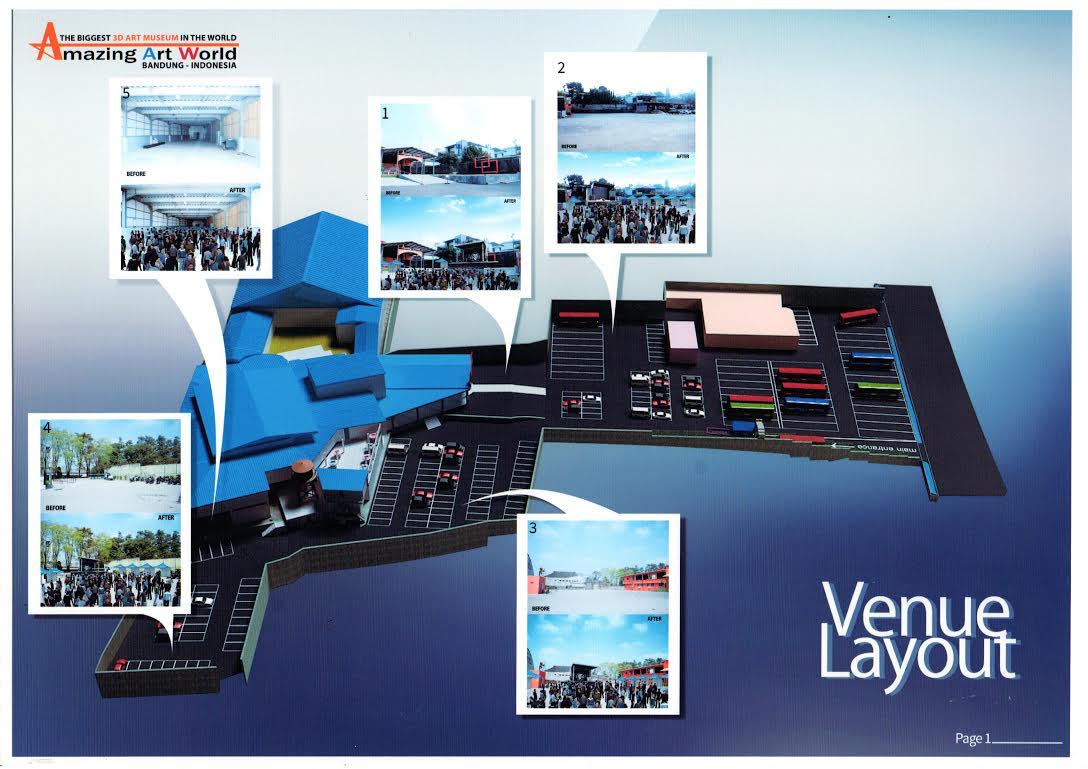 THE BIGGEST 3D ART MUSEUM IN THE WORLD
Amazing Art World
BANDUNG - INDONESIA
5
BEFORE
AFTER
1
BEFORE
AFTER
2
BEFORE
AFTER
4
BEFORE
AFTER
3
BEFORE
AFTER
main entrance
Venue
Layout
Page 1